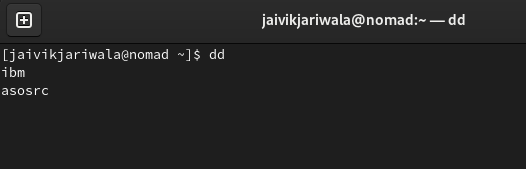 jaivikjariwala@nomad:~ — dd
[jaivikjariwala@nomad ~]$ dd
ibm
asosrc